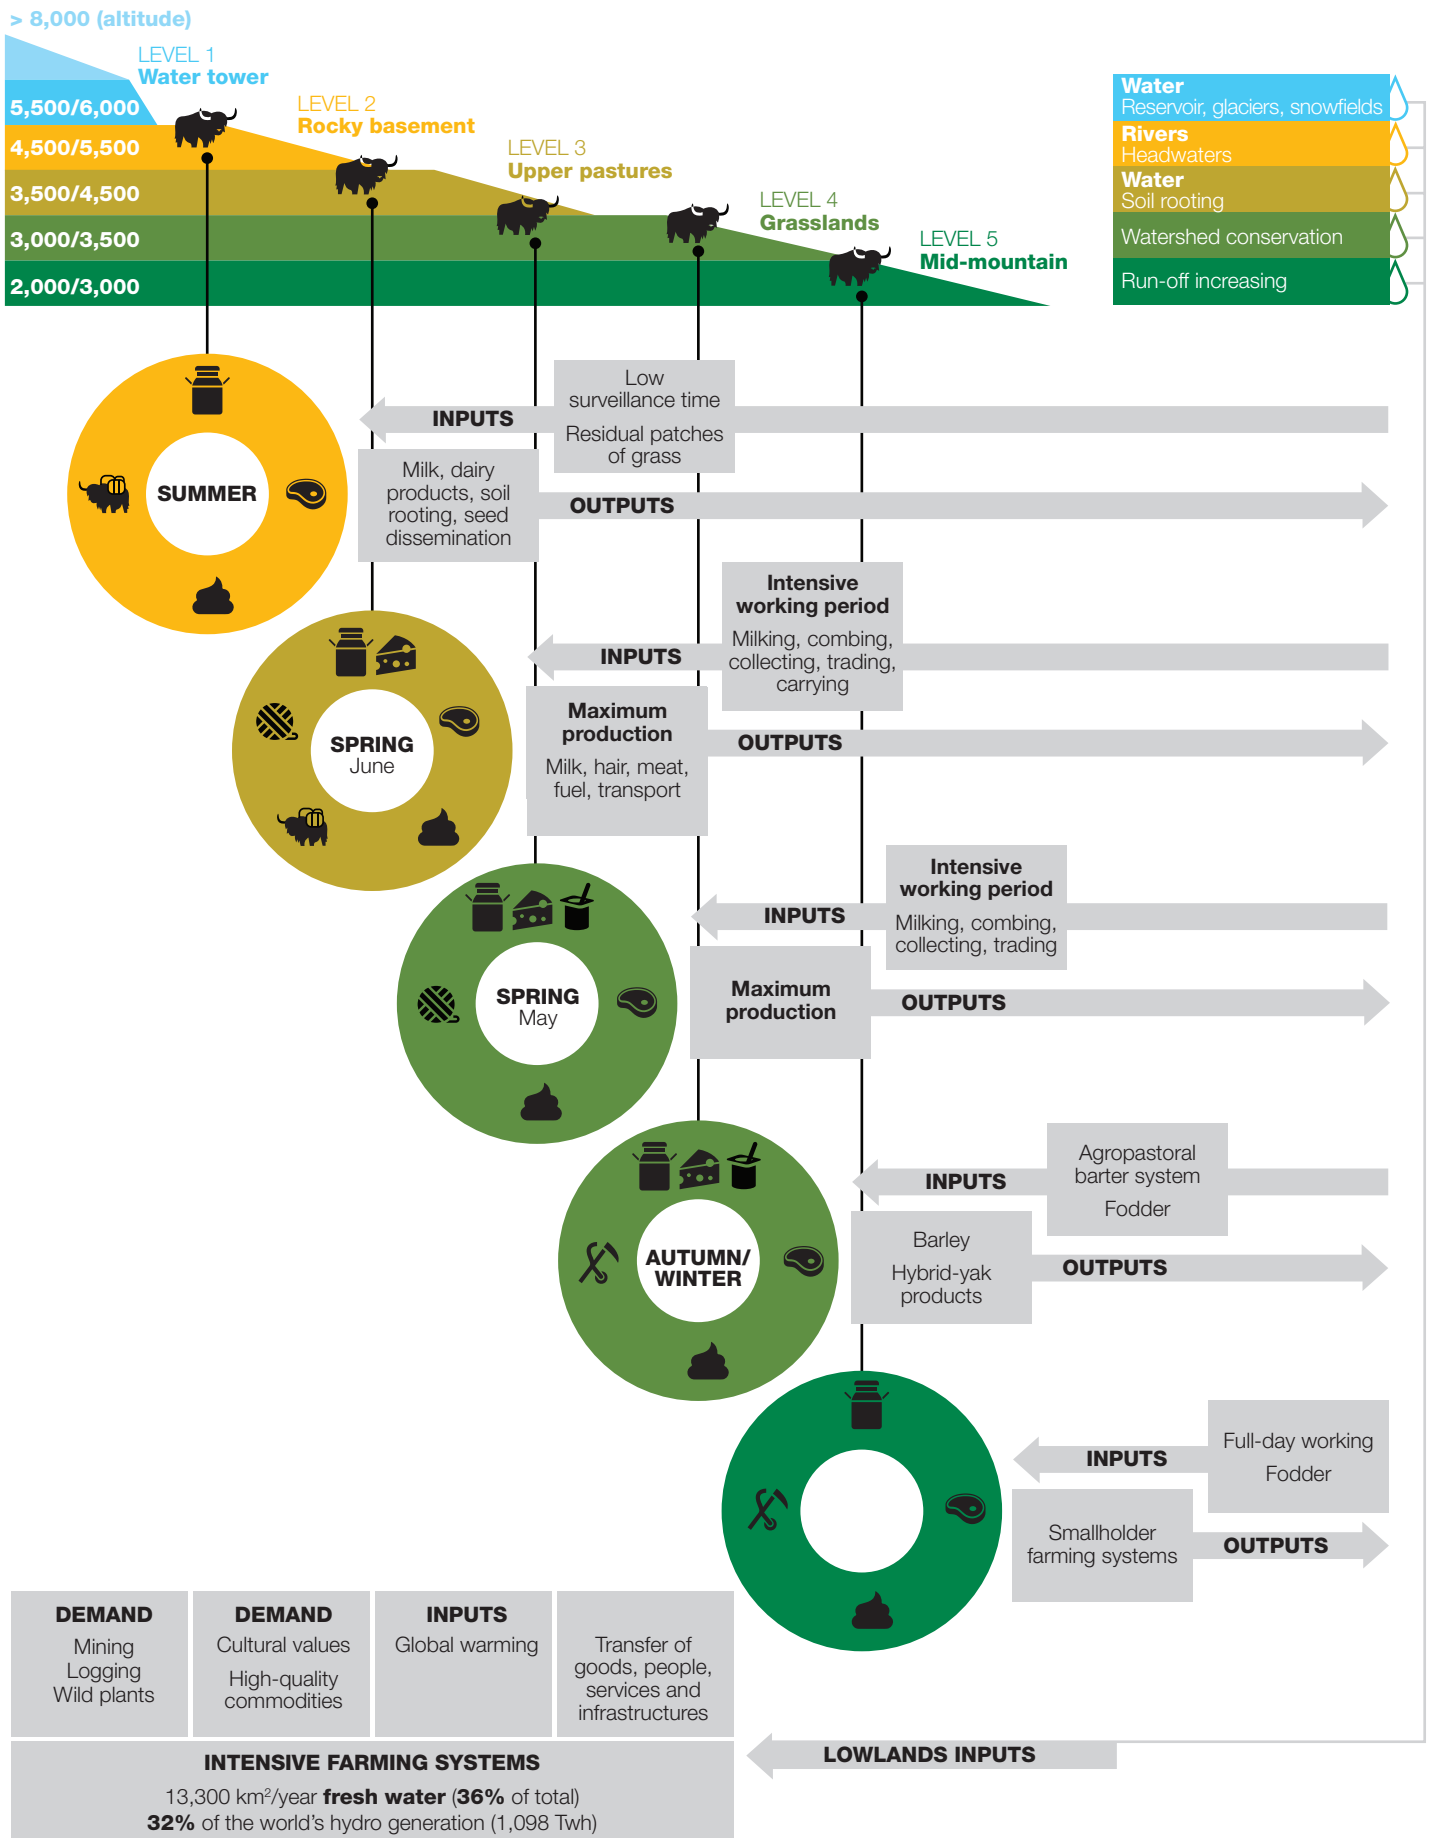 > 8,000 (altitude)
LEVEL 1
Water tower
5,500/6,000
LEVEL 2
Rocky basement
4,500/5,500
LEVEL 3
Upper pastures
3,500/4,500
LEVEL 4
Grasslands
3,000/3,500
LEVEL 5
Mid-mountain
2,000/3,000
Water
Reservoir, glaciers, snowfields
Rivers
Headwaters
Water
Soil rooting
Watershed conservation
Run-off increasing
SUMMER
INPUTS
Low
surveillance time
Residual patches
of grass
Milk, dairy
products, soil
rooting, seed
dissemination
OUTPUTS
SPRING
June
INPUTS
Intensive
working period
Milking, combing,
collecting, trading,
carrying
Maximum
production
Milk, hair, meat,
fuel, transport
OUTPUTS
SPRING
May
INPUTS
Intensive
working period
Milking, combing,
collecting, trading
Maximum
production
OUTPUTS
AUTUMN/
WINTER
INPUTS
Agropastoral
barter system
Fodder
Barley
Hybrid-yak
products
OUTPUTS
INPUTS
Full-day working
Fodder
Smallholder
farming systems
OUTPUTS
DEMAND
Mining
Logging
Wild plants
DEMAND
Cultural values
High-quality
commodities
INPUTS
Global warming
Transfer of
goods, people,
services and
infrastructures
LOWLANDS INPUTS
INTENSIVE FARMING SYSTEMS
13,300 km²/year fresh water (36% of total)
32% of the world's hydro generation (1,098 Twh)